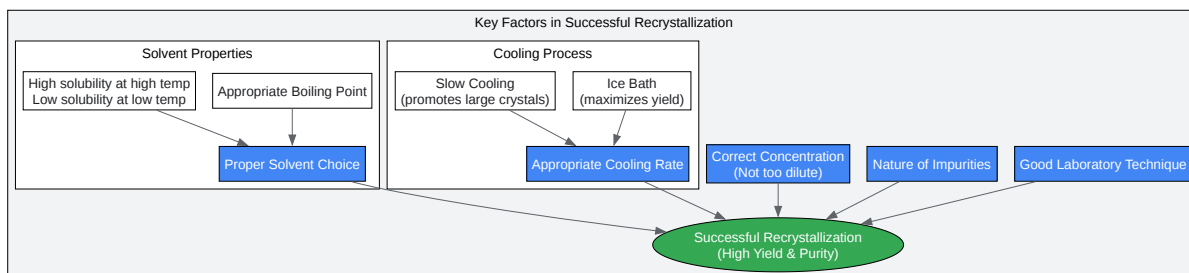 Key Factors in Successful Recrystallization
Solvent Properties
High solubility at high temp
Low solubility at low temp
Appropriate Boiling Point
Proper Solvent Choice
Cooling Process
Slow Cooling
(promotes large crystals)
Ice Bath
(maximizes yield)
Appropriate Cooling Rate
Correct Concentration
(Not too dilute)
Nature of Impurities
Good Laboratory Technique
Successful Recrystallization
(High Yield & Purity)